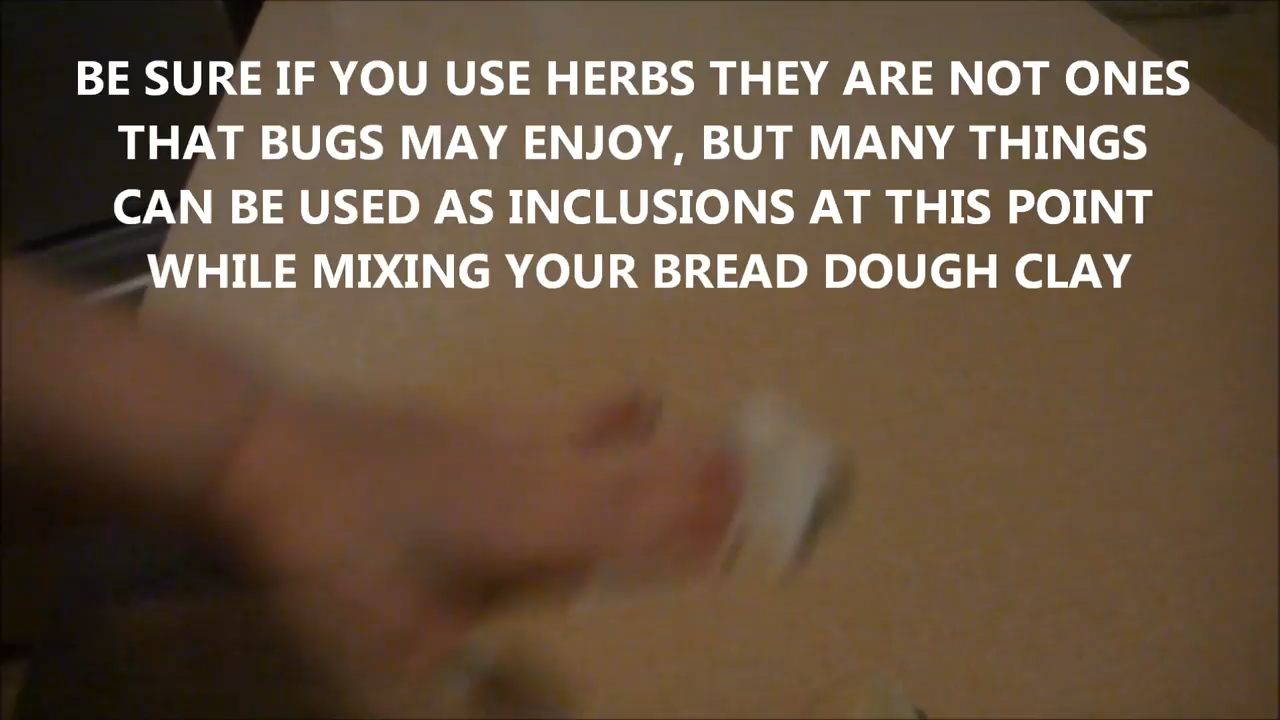 BE SURE IF YOU USE HERBS THEY ARE NOT ONES
THAT BUGS MAY ENJOY, BUT MANY THINGS
CAN BE USED AS INCLUSIONS AT THIS POINT
WHILE MIXING YOUR BREAD DOUGH CLAY